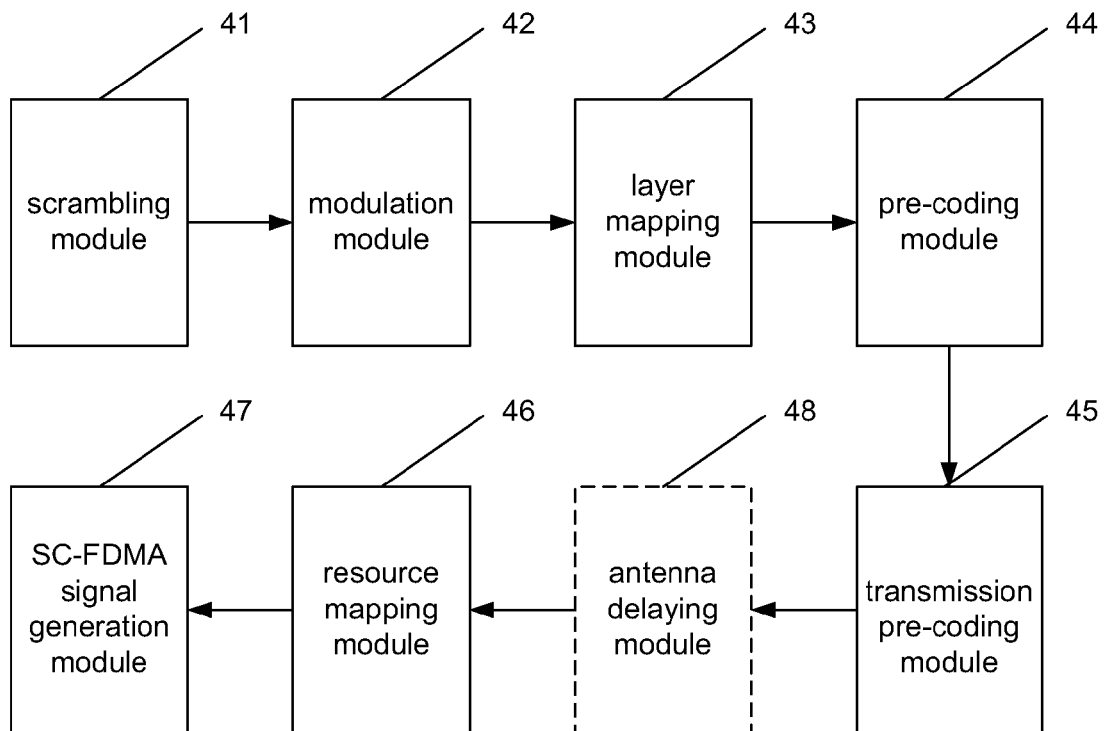 41
42
43
44
scrambling
module
modulation
module
layer
mapping
module
pre-coding
module
47
46
48
45
SC-FDMA
signal
generation
module
resource
mapping
module
antenna
delaying
module
transmission
pre-coding
module